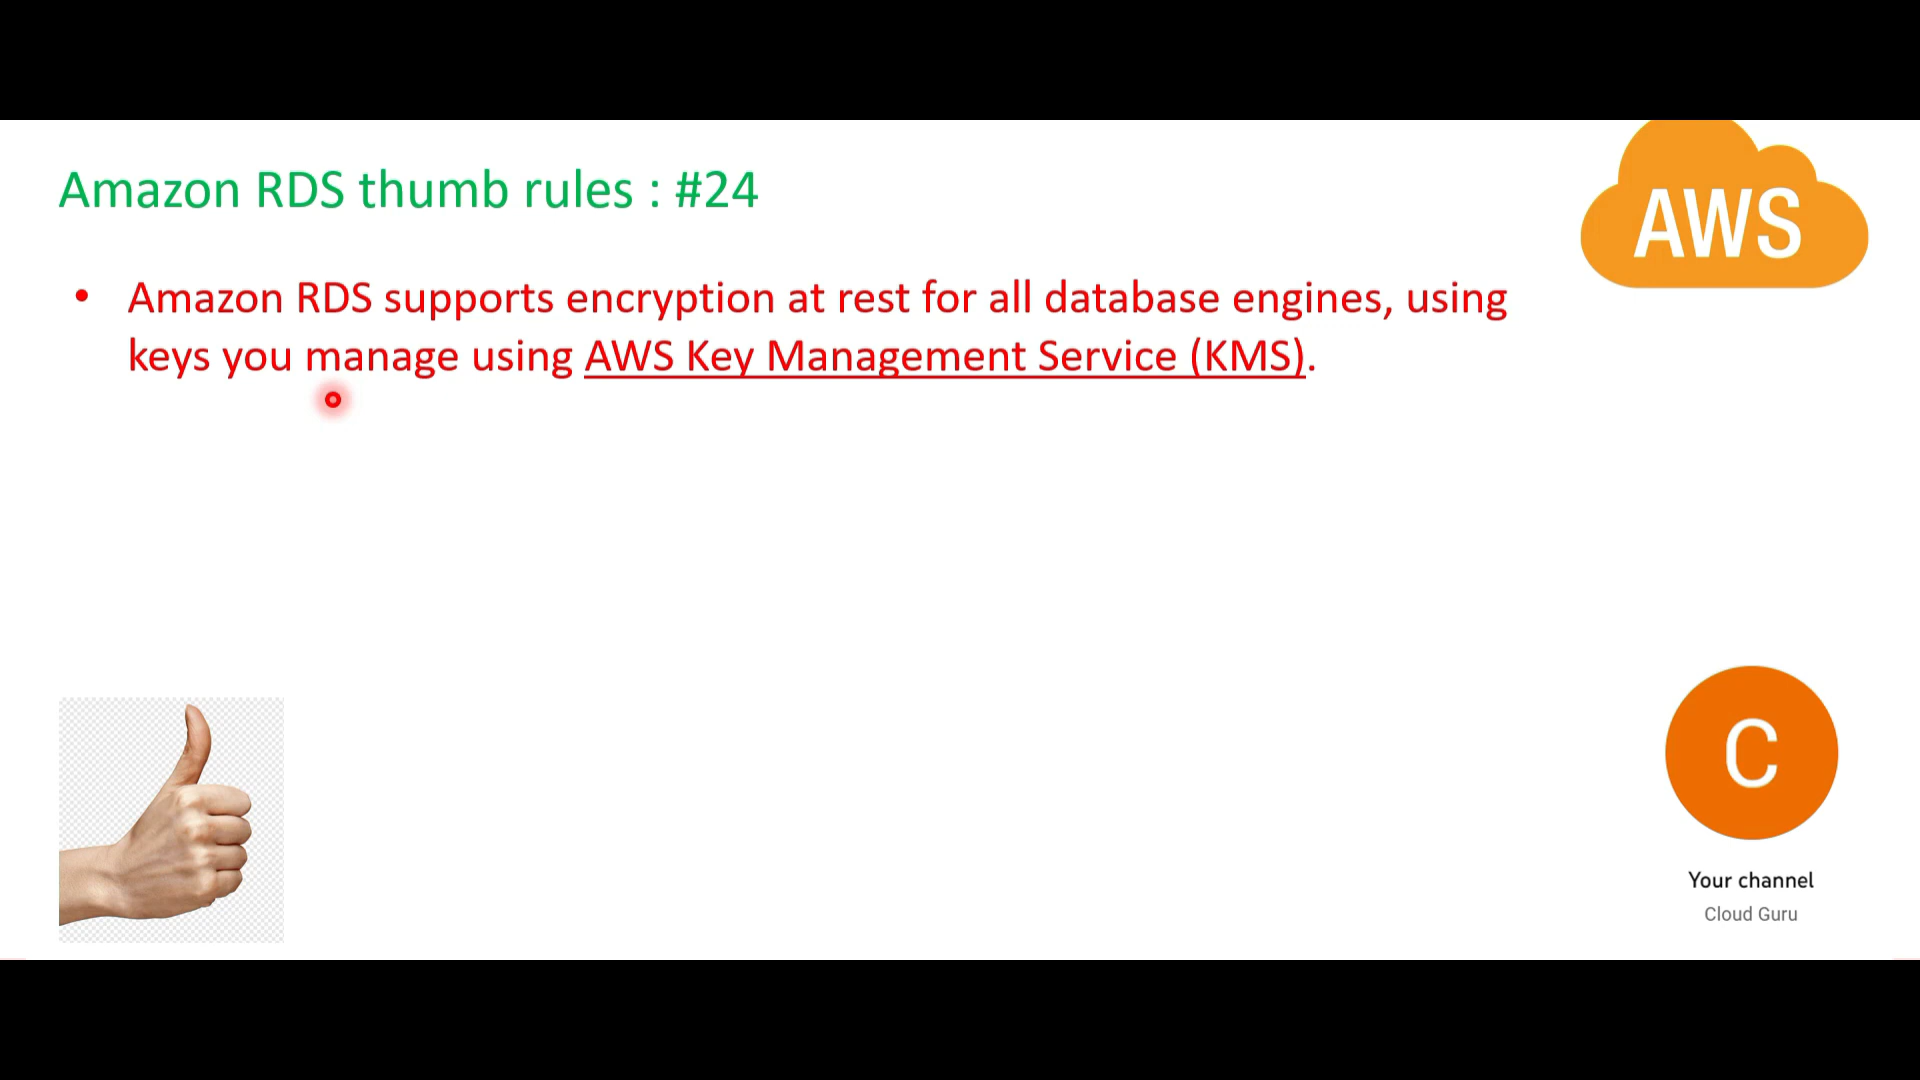 Amazon RDS thumb rules : #24
AWS
• Amazon RDS supports encryption at rest for all database engines, using
keys you manage using AWS Key Management Service (KMS).
C
Your channel
Cloud Guru